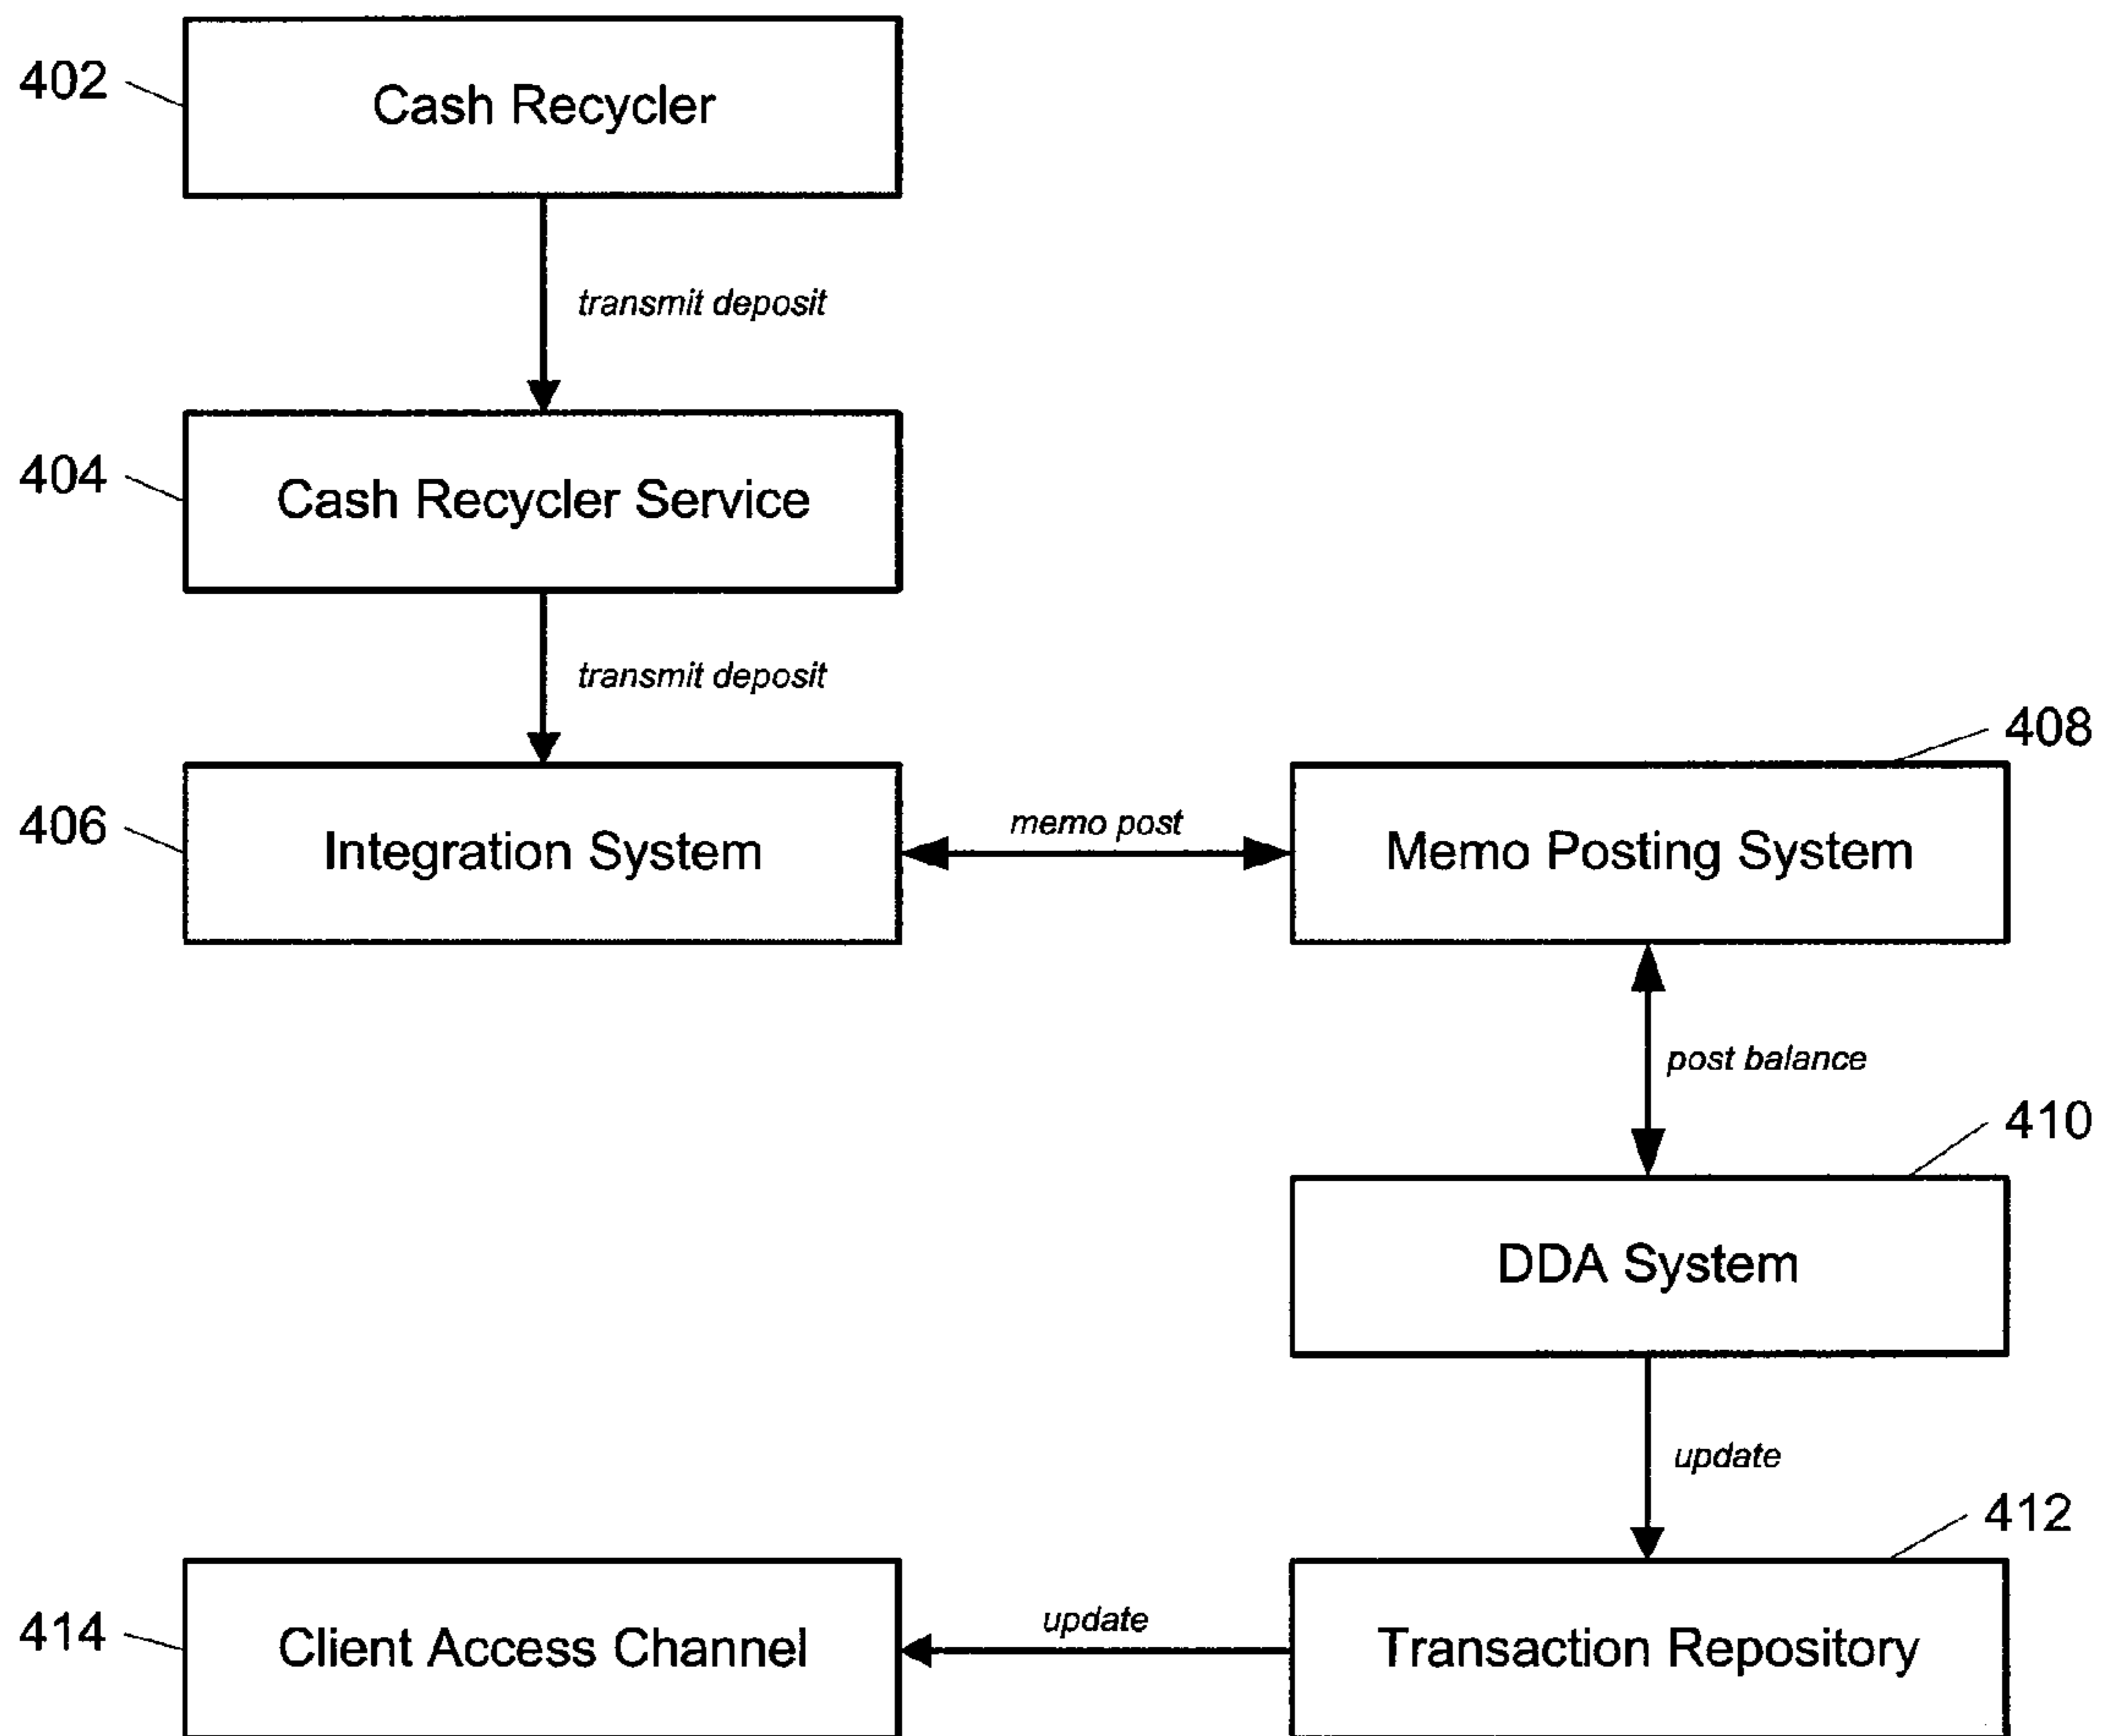 402
Cash Recycler
transmit deposit
404
Cash Recycler Service
transmit deposit
408
406
Integration System
memo post
Memo Posting System
post balance
410
DDA System
update
412
414
Client Access Channel
update
Transaction Repository